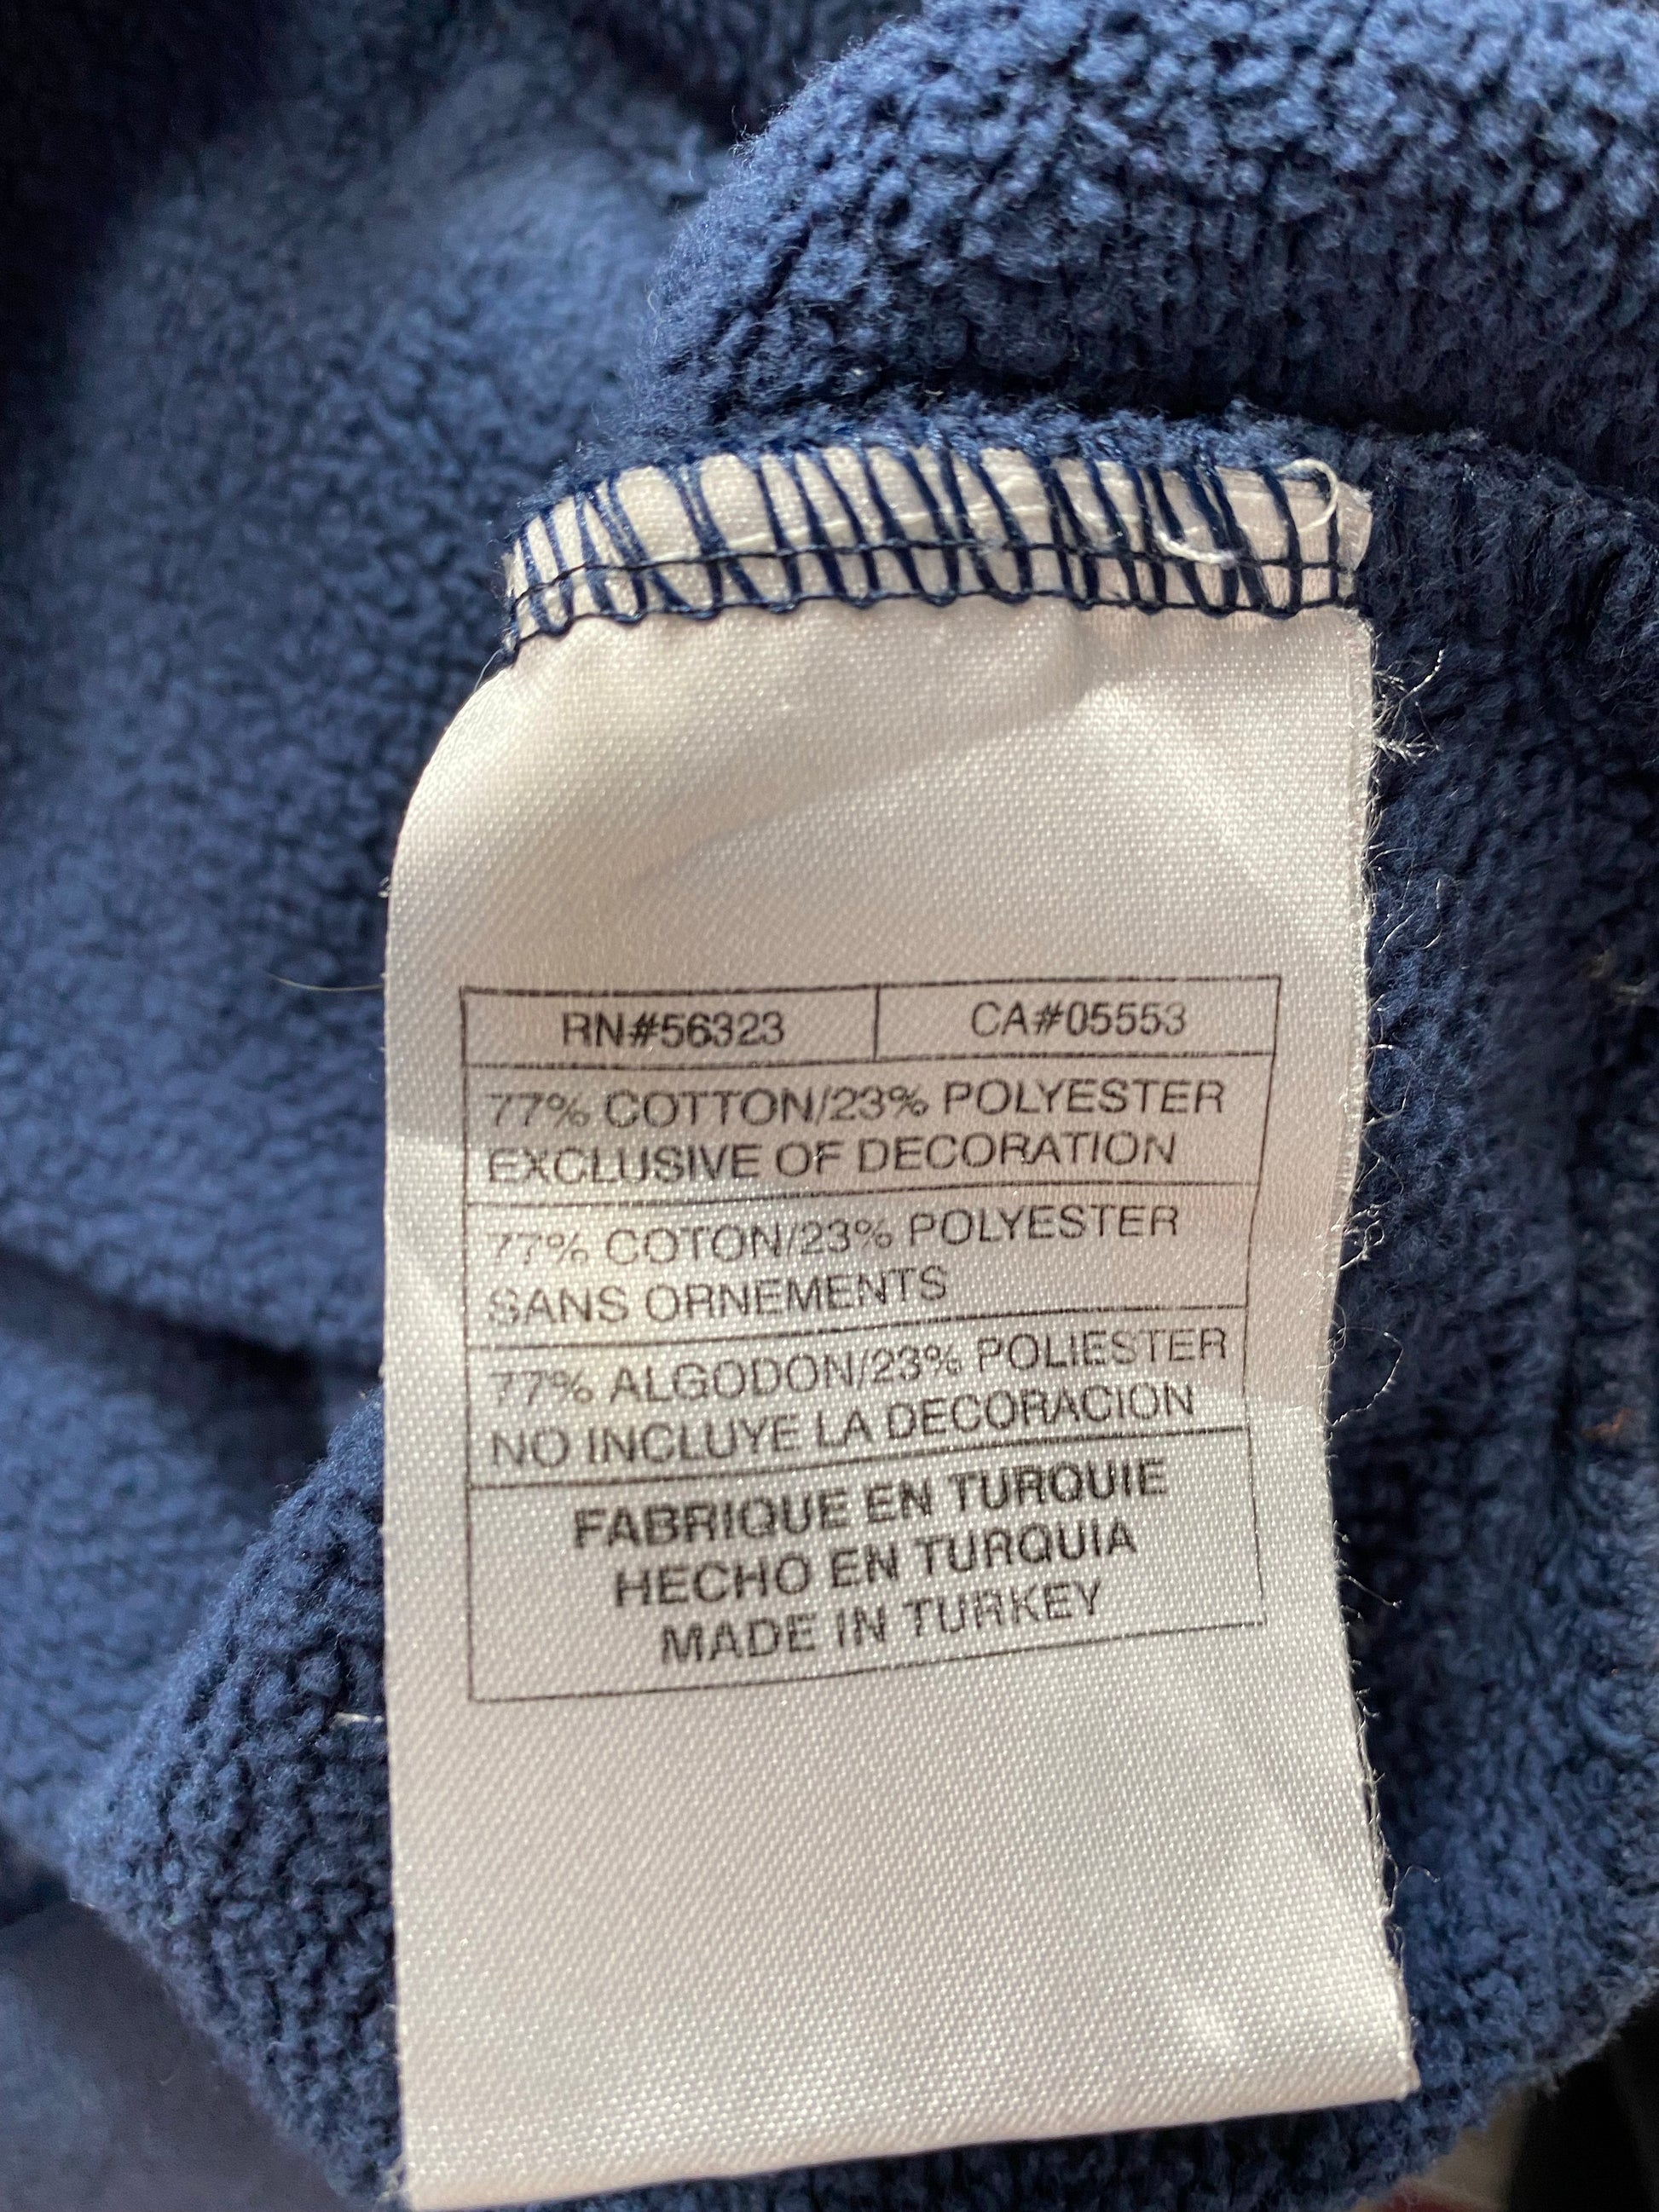 RN#56323 CA#05553
77% COTTON/23% POLYESTER
EXCLUSIVE OF DECORATION
77% COTON/23% POLYESTER
SANS ORNEMENTS
77% ALGODON/23% POLIESTER
NO INCLUYE LA DECORACION
FABRIQUE EN TURQUIE
HECHO EN TURQUIA
MADE IN TURKEY